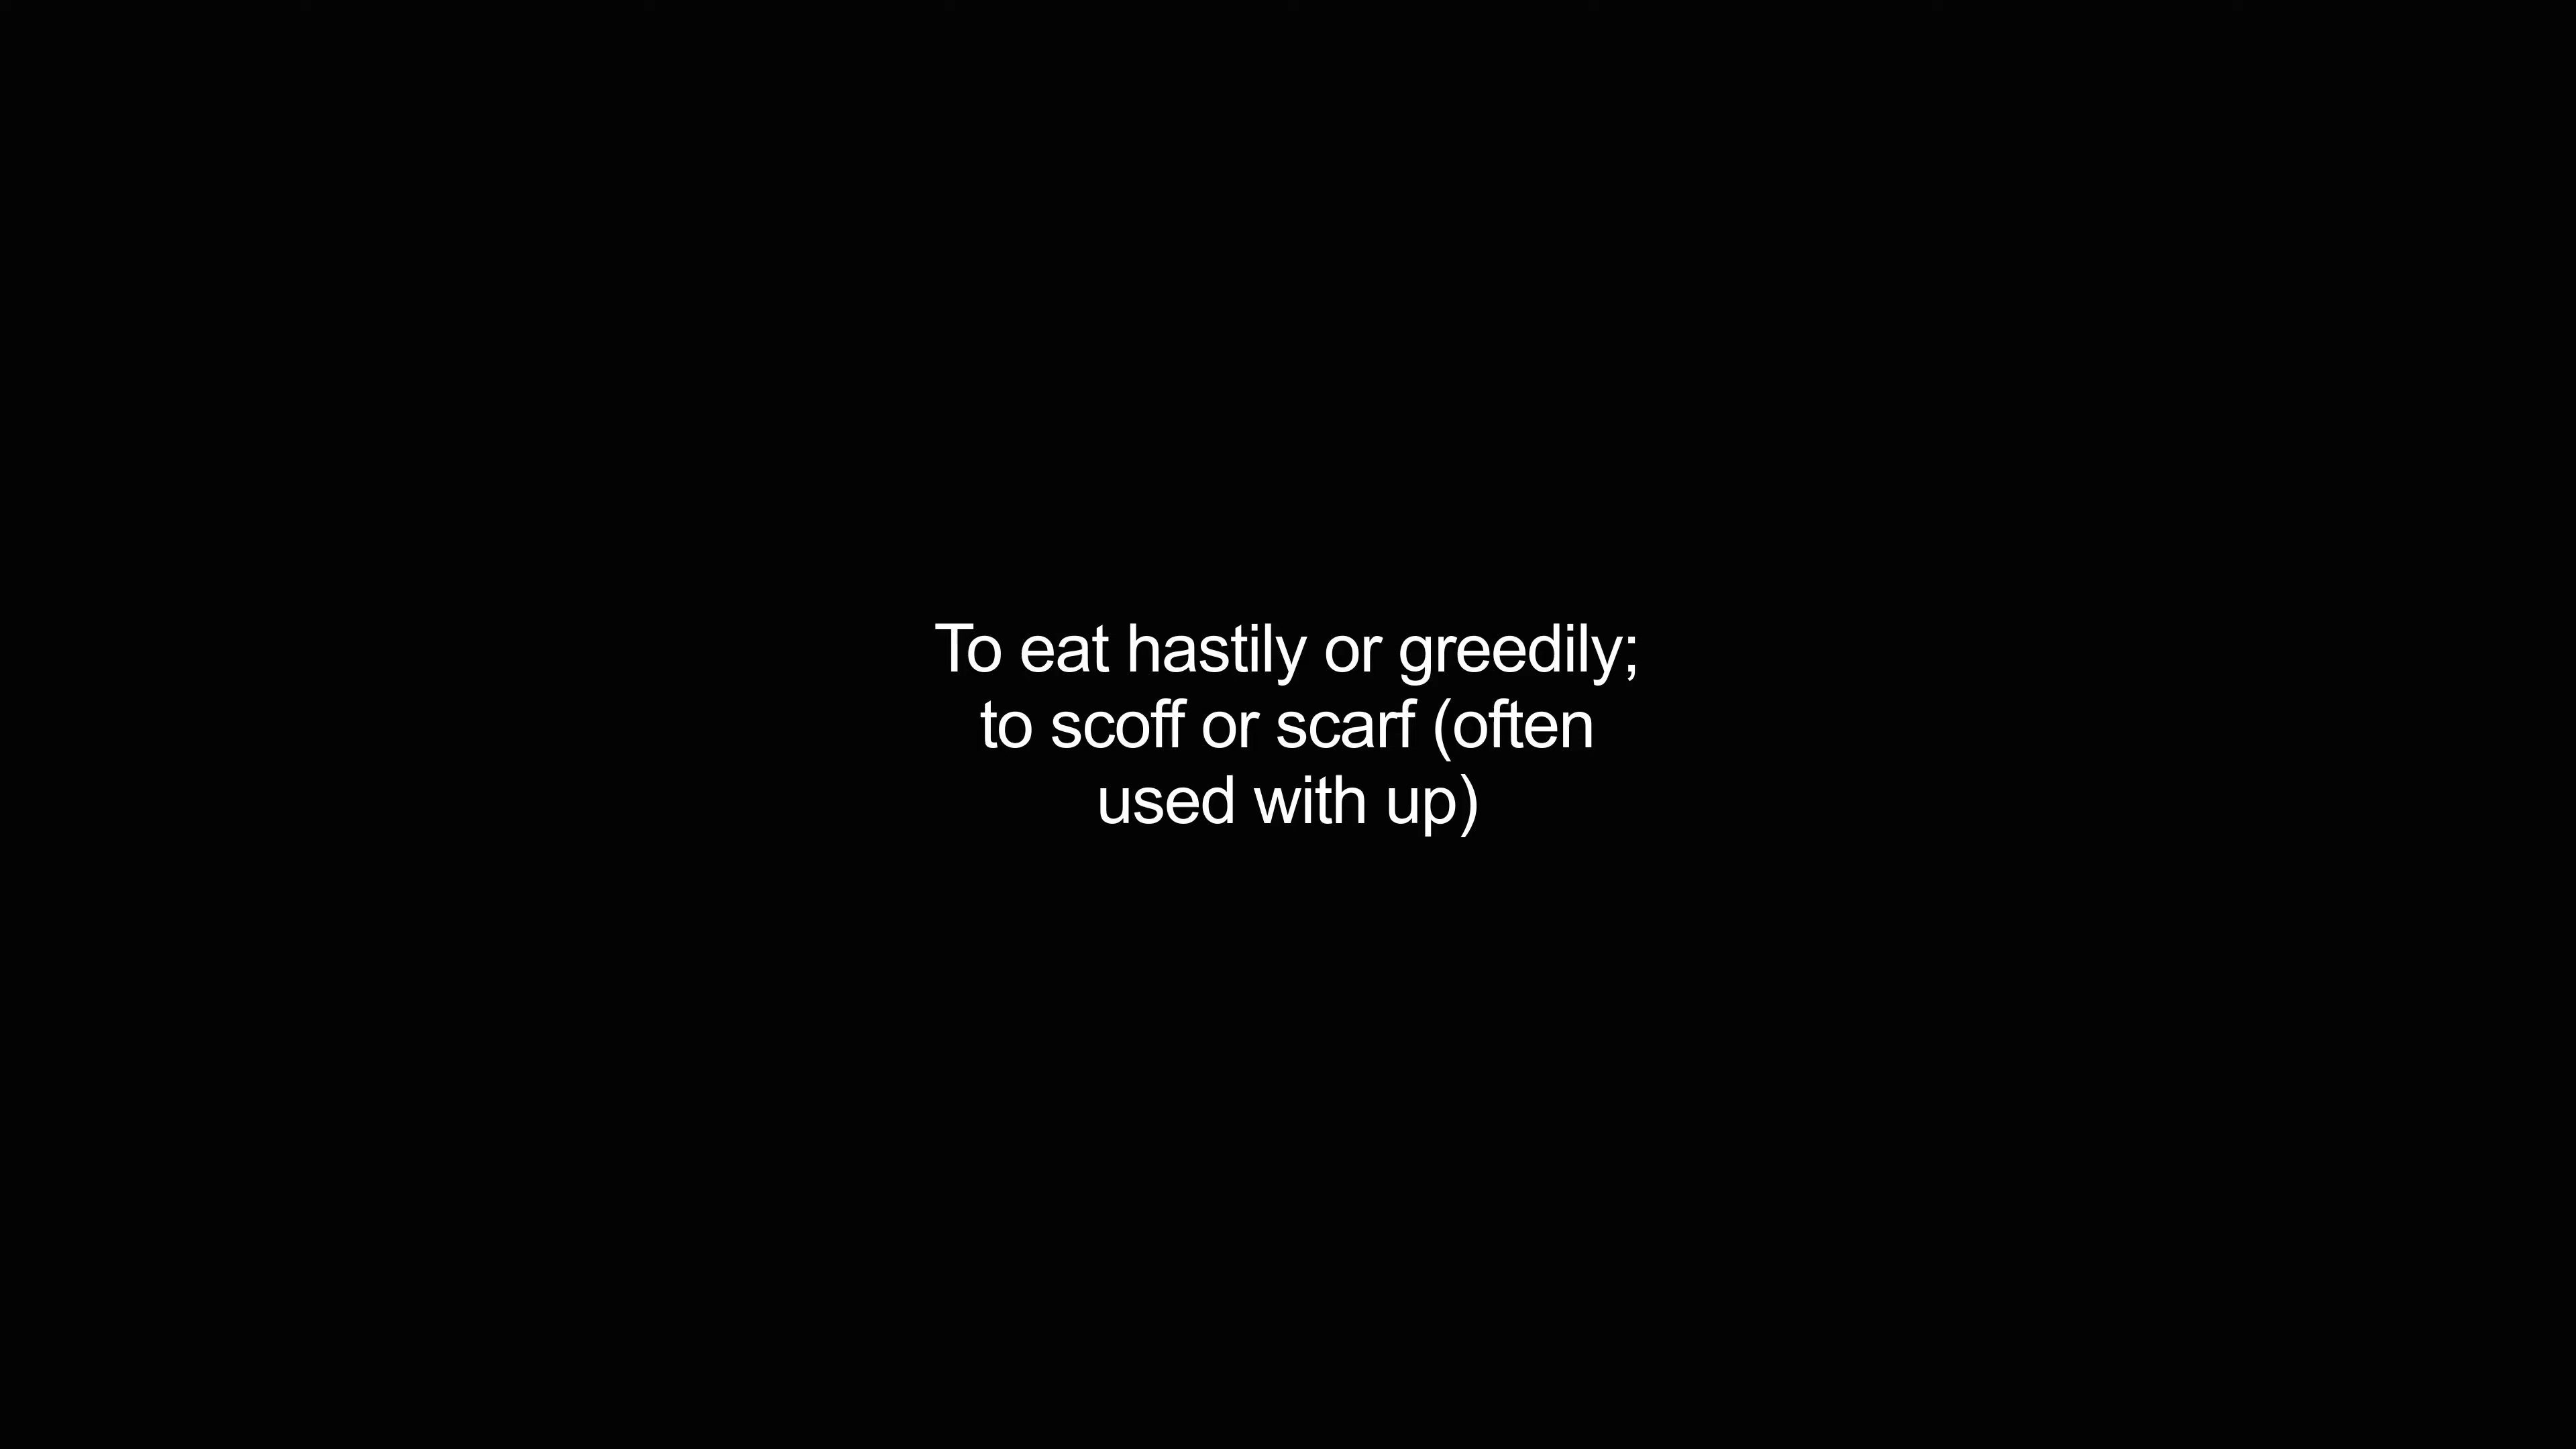 To eat hastily or greedily;
to scoff or scarf (often
used with up)